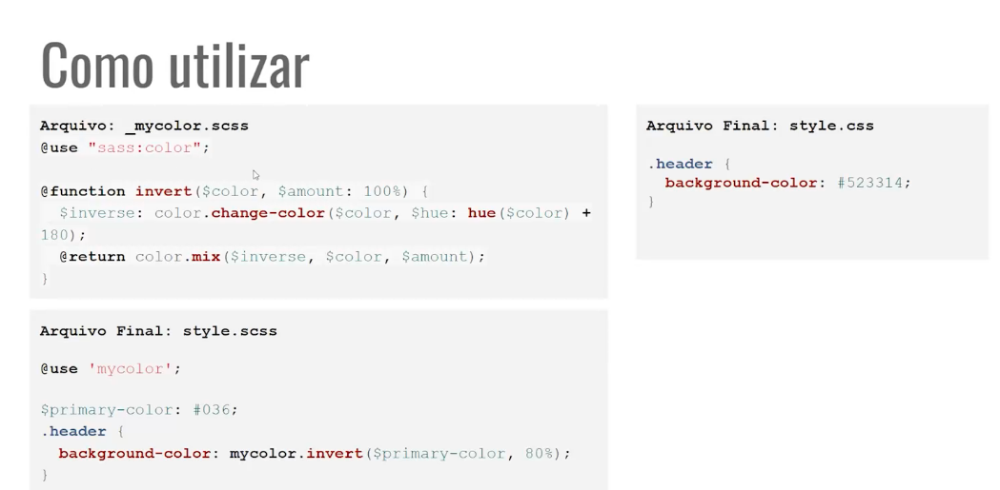 Como utilizar
Arquivo: _mycolor.scss
@use "sass:color";
@function invert($color, $amount: 100%) {
$inverse: color.change-color($color, $hue: hue($color) +
180);
@return color.mix($inverse, $color, $amount);
}
Arquivo Final: style.scss
@use 'mycolor';
$primary-color: #036;
.header {
background-color: mycolor.invert($primary-color, 80%);
}
Arquivo Final: style.css
.header {
background-color: #523314;
}